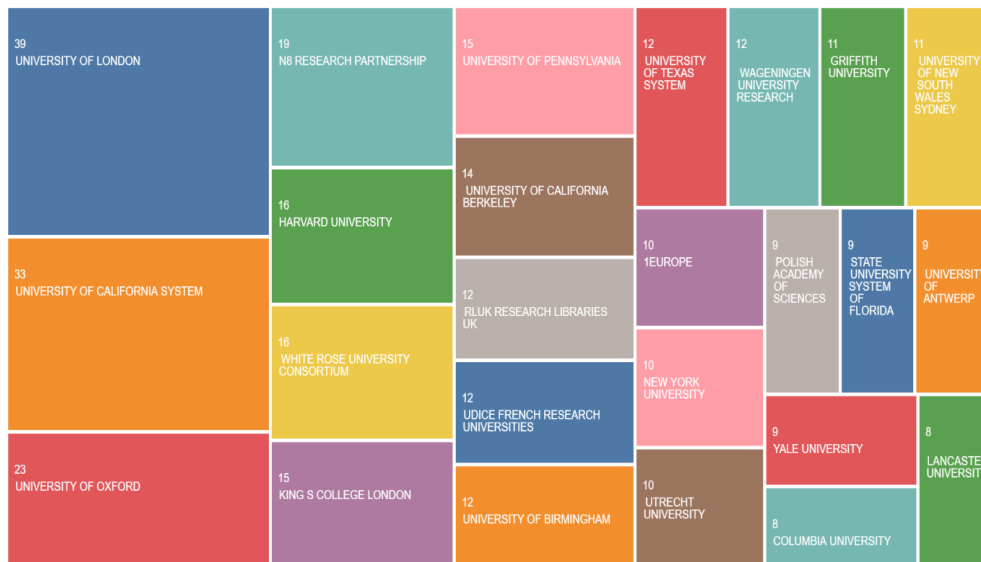 39
UNIVERSITY OF LONDON
33
UNIVERSITY OF CALIFORNIA SYSTEM
23
UNIVERSITY OF OXFORD
19
N8 RESEARCH PARTNERSHIP
16
HARVARD UNIVERSITY
16
WHITE ROSE UNIVERSITY
CONSORTIUM
15
KING S COLLEGE LONDON
15
UNIVERSITY OF PENNSYLVANIA
14
UNIVERSITY OF CALIFORNIA
BERKELEY
12
RLUK RESEARCH LIBRARIES
UK
12
UDICE FRENCH RESEARCH
UNIVERSITIES
12
UNIVERSITY OF BIRMINGHAM
12
UNIVERSITY
OF TEXAS
SYSTEM
12
WAGENINGEN
UNIVERSITY
RESEARCH
11
GRIFFITH
UNIVERSITY
11
UNIVERSITY
OF NEW
SOUTH
WALES
SYDNEY
10
1EUROPE
10
NEW YORK
UNIVERSITY
10
UTRECHT
UNIVERSITY
9
POLISH
ACADEMY
OF
SCIENCES
9
STATE
UNIVERSITY
SYSTEM
OF
FLORIDA
9
UNIVERSITY
OF
ANTWERP
9
YALE UNIVERSITY
8
COLUMBIA UNIVERSITY
8
LANCASTE
UNIVERSIT